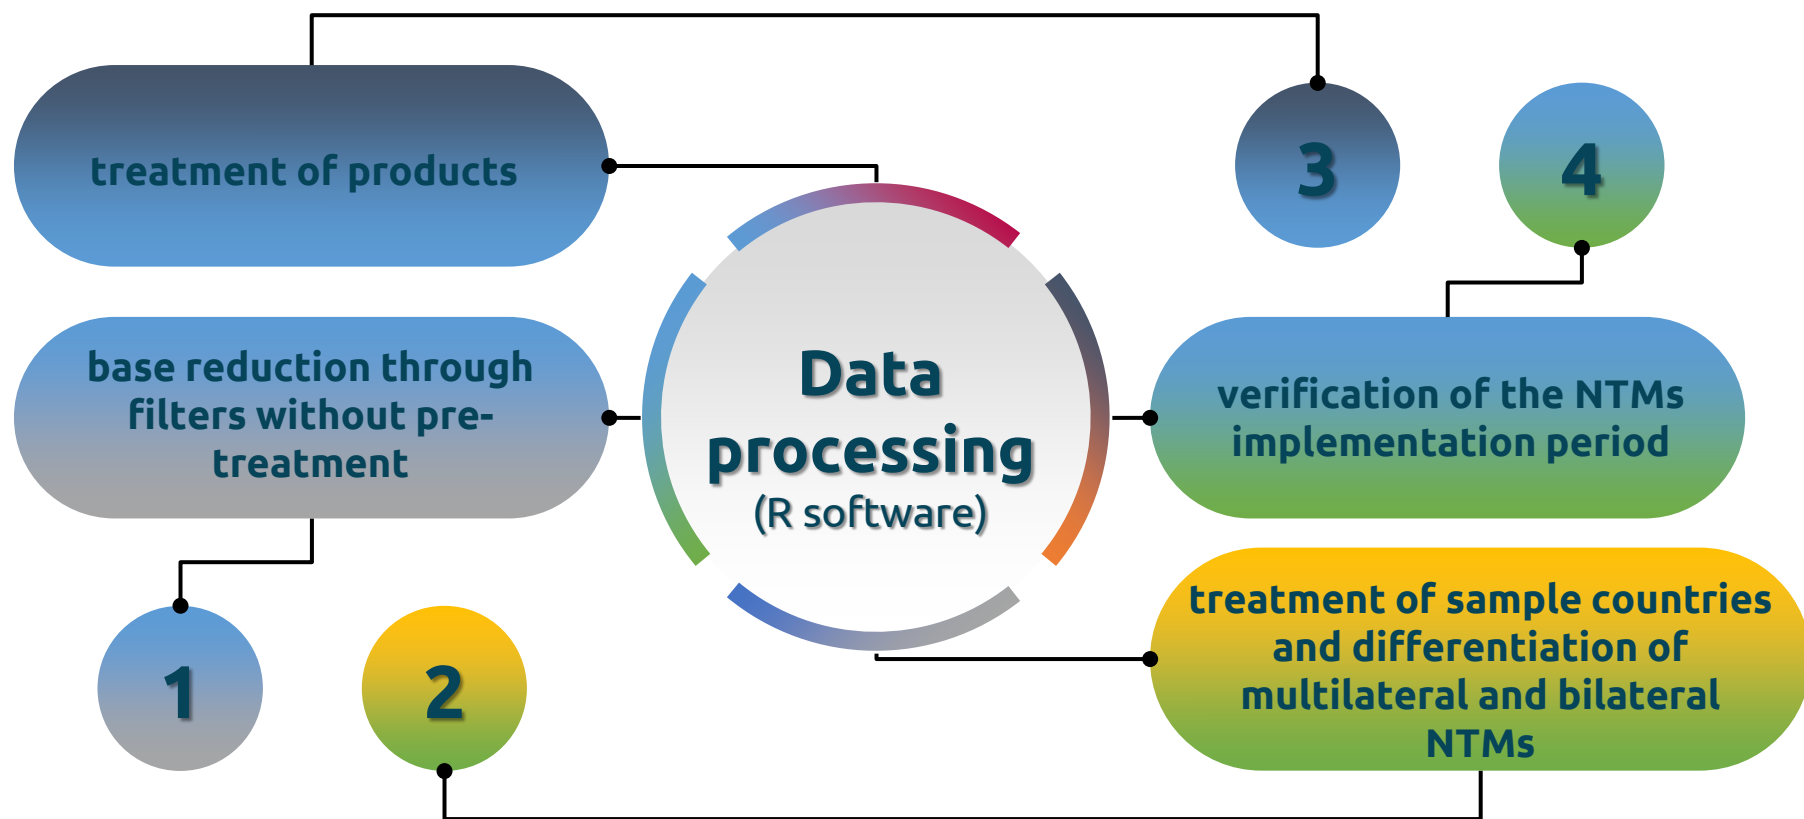 treatment of products
3
4
base reduction through
filters without pre-
treatment
Data
processing
(R software)
verification of the NTMs
implementation period
1
2
treatment of sample countries
and differentiation of
multilateral and bilateral
NTMs